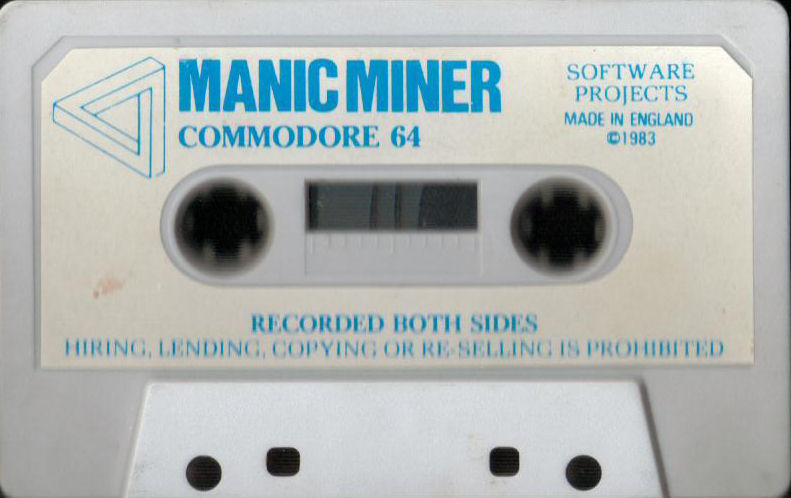 MANIC MINER
COMMODORE 64
SOFTWARE
PROJECTS
MADE IN ENGLAND
©1983
RECORDED BOTH SIDES
HIRING, LENDING, COPYING OR RE-SELLING IS PROHIBITED